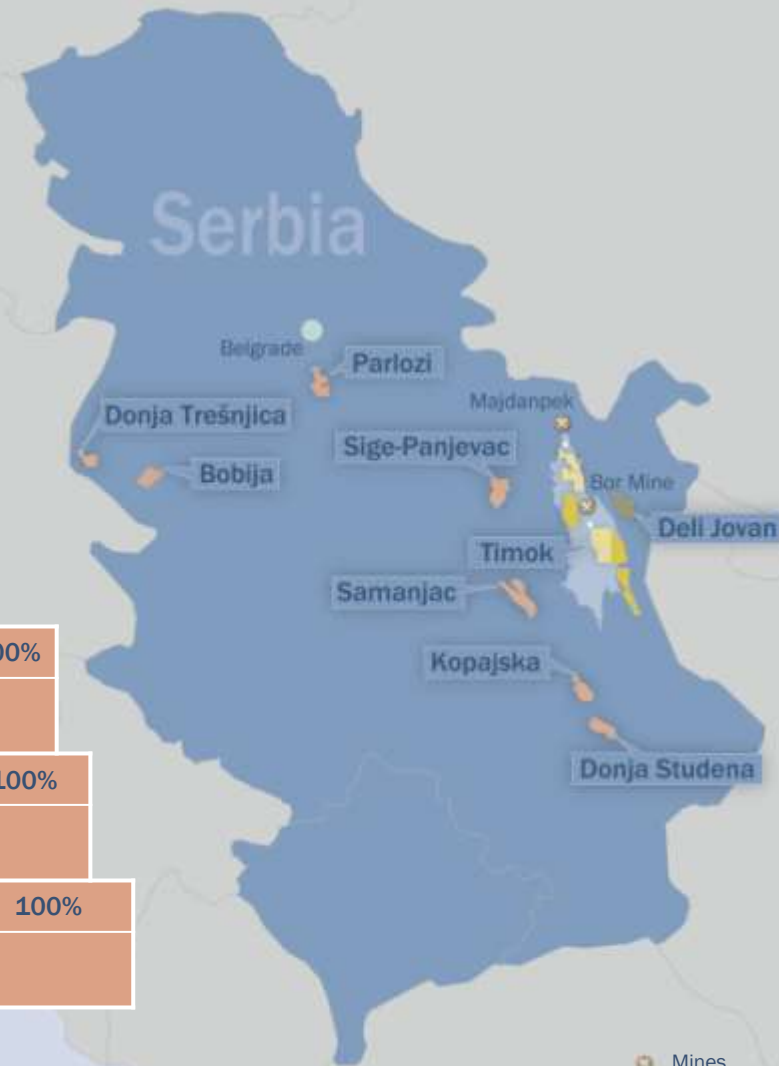 Serbia
Belgrade
Parlozi
Majdanpek
Donja Trešnjica
Sige-Panjevac
Bobija
Bor Mine
Deli Jovan
Timok
Samanjac
00%
Kopajska
Donja Studena
100%
100%
Mines